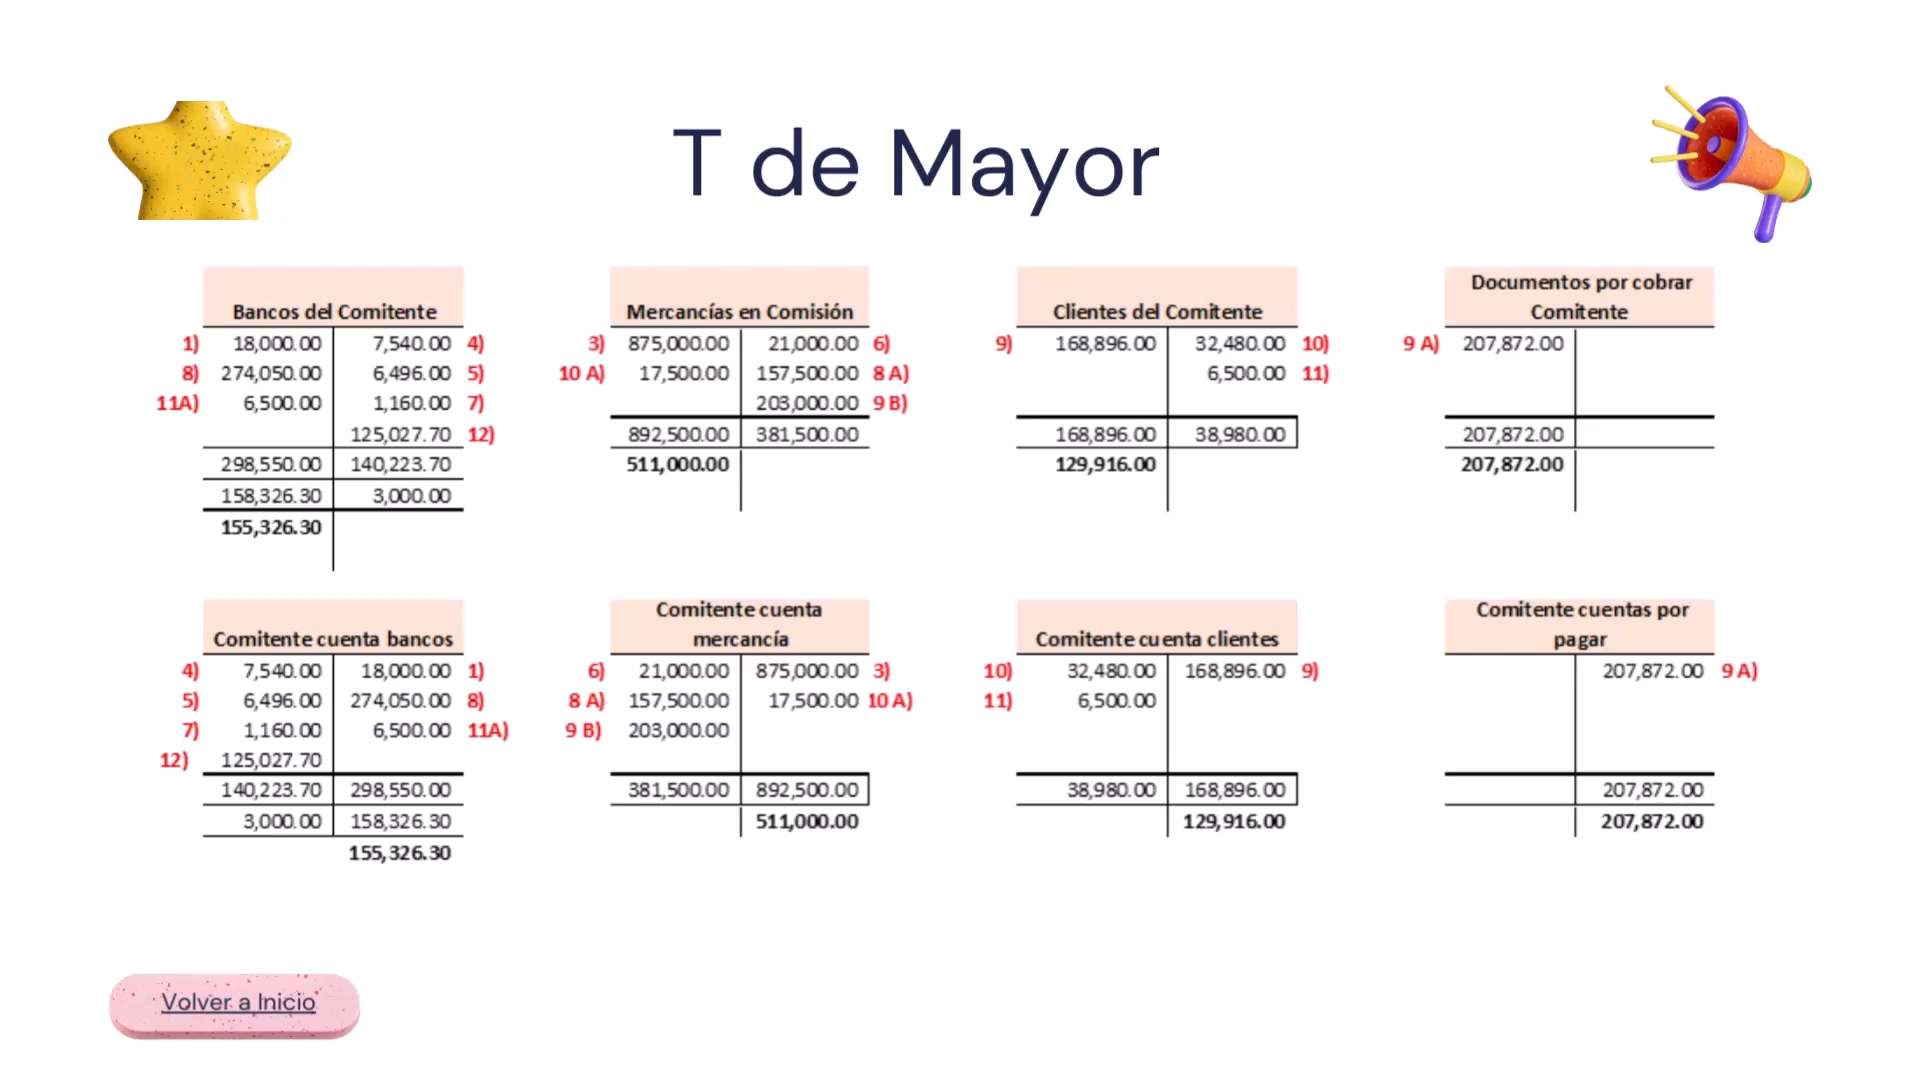 T de Mayor
Bancos del Comitente
1) 18,000.00 7,540.00 4)
8) 274,050.00 6,496.00 5)
11A) 6,500.00 1,160.00 7)
125,027.70 12)
298,550.00 140,223.70
158,326.30 3,000.00
155,326.30
Mercancías en Comisión
3) 875,000.00 21,000.00 6)
10 A) 17,500.00 157,500.00 8 A)
203,000.00 9 B)
892,500.00 381,500.00
511,000.00
Clientes del Comitente
9) 168,896.00 32,480.00 10)
6,500.00 11)
168,896.00 38,980.00
129,916.00
Documentos por cobrar
Comitente
9 A) 207,872.00
207,872.00
207,872.00
Comitente cuenta bancos
4) 7,540.00 18,000.00 1)
5) 6,496.00 274,050.00 8)
7) 1,160.00 6,500.00 11A)
12) 125,027.70
140,223.70 298,550.00
3,000.00 158,326.30
155,326.30
Comitente cuenta
mercancía
6) 21,000.00 875,000.00 3)
8 A) 157,500.00 17,500.00 10 A)
9 B) 203,000.00
381,500.00 892,500.00
511,000.00
Comitente cuenta clientes
10) 32,480.00 168,896.00 9)
11) 6,500.00
38,980.00 168,896.00
129,916.00
Comitente cuentas por
pagar
207,872.00 9 A)
207,872.00
207,872.00
Volver a Inicio